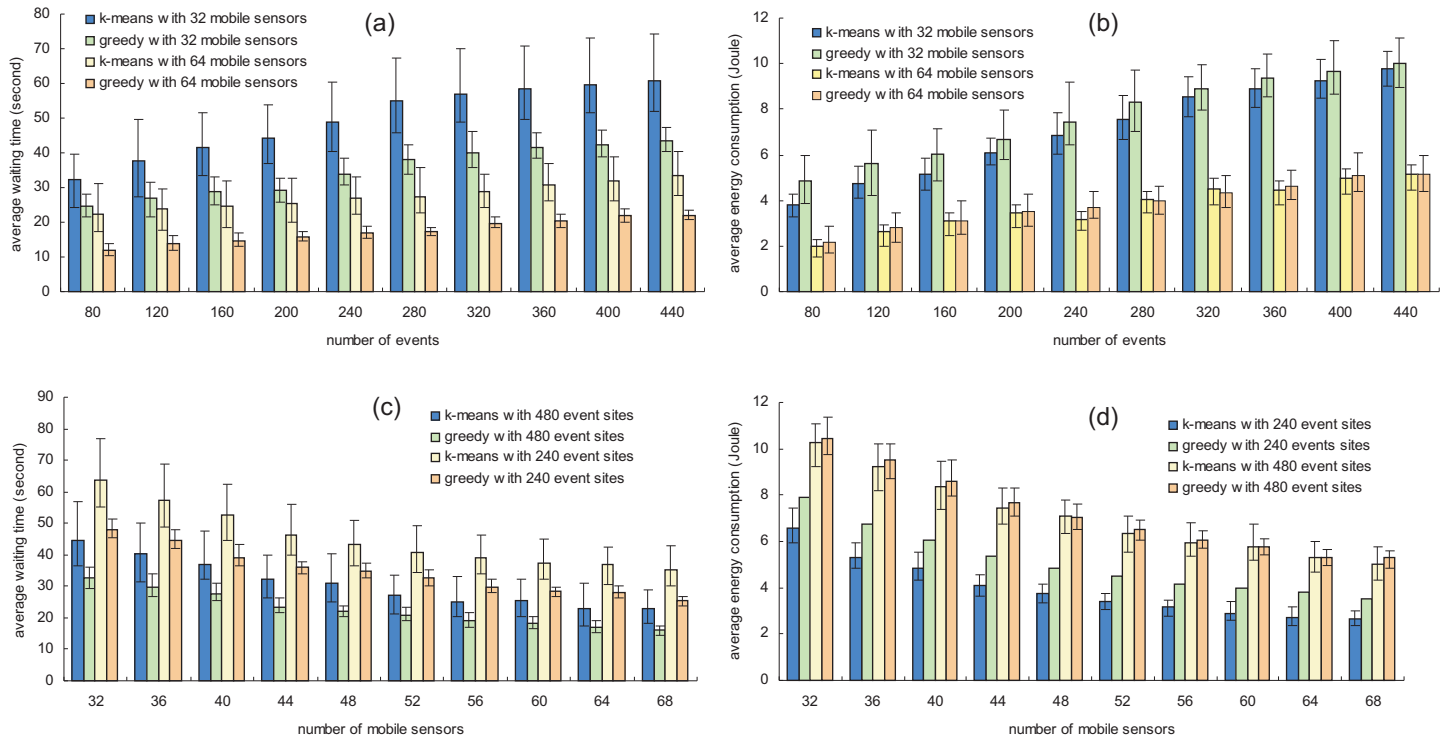 (a)
k-means with 32 mobile sensors
greedy with 32 mobile sensors
k-means with 64 mobile sensors
greedy with 64 mobile sensors
average waiting time (second)
80
70
60
50
40
30
20
10
0
80 120 160 200 240 280 320 360 400 440
number of events
(b)
k-means with 32 mobile sensors
greedy with 32 mobile sensors
k-means with 64 mobile sensors
greedy with 64 mobile sensors
average energy consumption (Joule)
12
10
8
6
4
2
0
80 120 160 200 240 280 320 360 400 440
number of events
(c)
k-means with 480 event sites
greedy with 480 event sites
k-means with 240 event sites
greedy with 240 event sites
average waiting time (second)
90
80
70
60
50
40
30
20
10
0
32 36 40 44 48 52 56 60 64 68
number of mobile sensors
(d)
k-means with 240 event sites
greedy with 240 events sites
k-means with 480 event sites
greedy with 480 event sites
average energy consumption (Joule)
12
10
8
6
4
2
0
32 36 40 44 48 52 56 60 64 68
number of mobile sensors